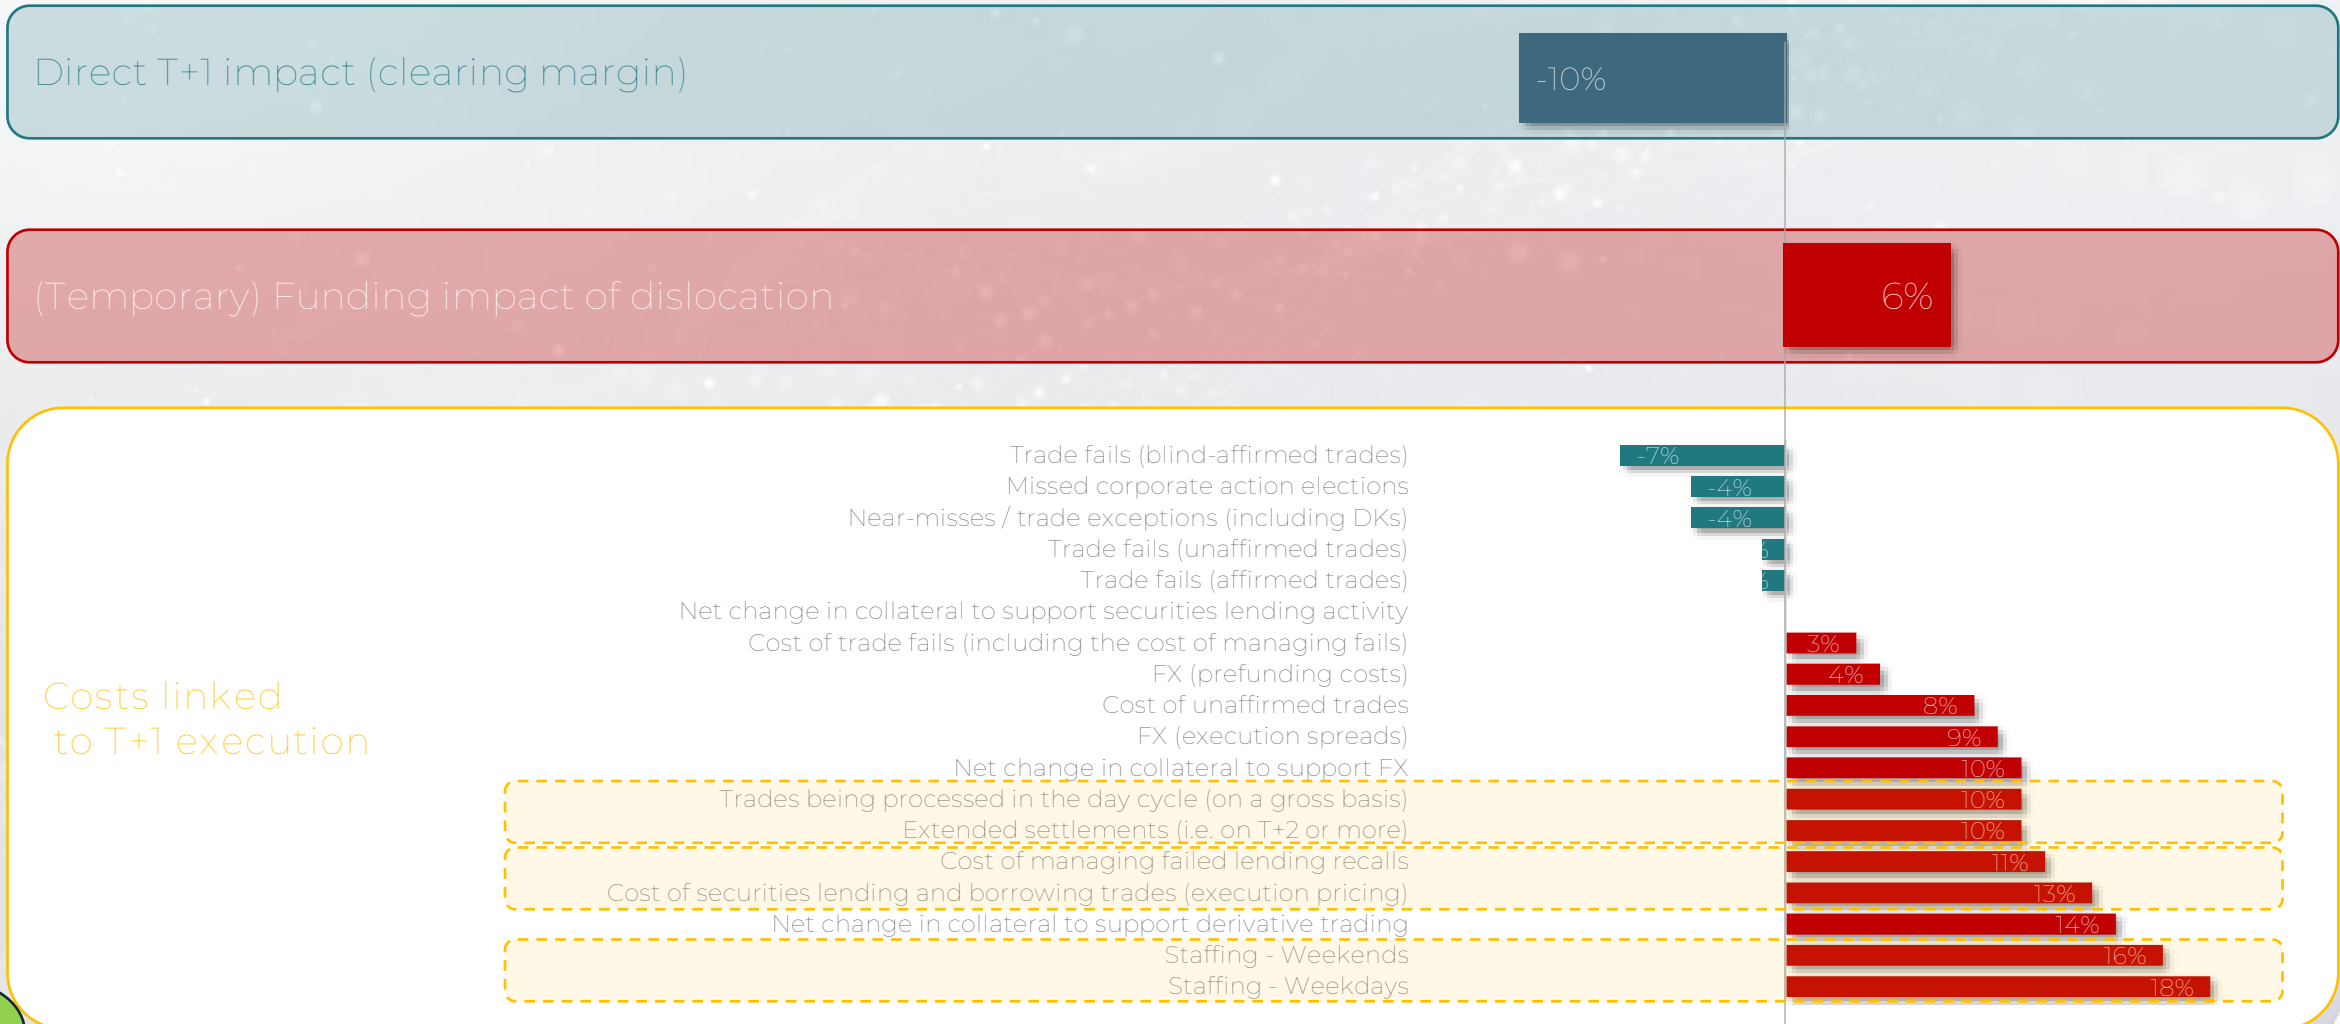 Direct T+1 impact (clearing margin)
-10%
(Temporary) Funding impact of dislocation
6%
Costs linked
to T+1 execution
Trade fails (blind-affirmed trades)
-7%
Missed corporate action elections
-4%
Near-misses / trade exceptions (including DKs)
-4%
Trade fails (unaffirmed trades)
Trade fails (affirmed trades)
Net change in collateral to support securities lending activity
Cost of trade fails (including the cost of managing fails)
3%
FX (prefunding costs)
4%
Cost of unaffirmed trades
8%
FX (execution spreads)
9%
Net change in collateral to support FX
10%
Trades being processed in the day cycle (on a gross basis)
10%
Extended settlements (i.e. on T+2 or more)
10%
Cost of managing failed lending recalls
11%
Cost of securities lending and borrowing trades (execution pricing)
13%
Net change in collateral to support derivative trading
14%
Staffing - Weekends
16%
Staffing - Weekdays
18%